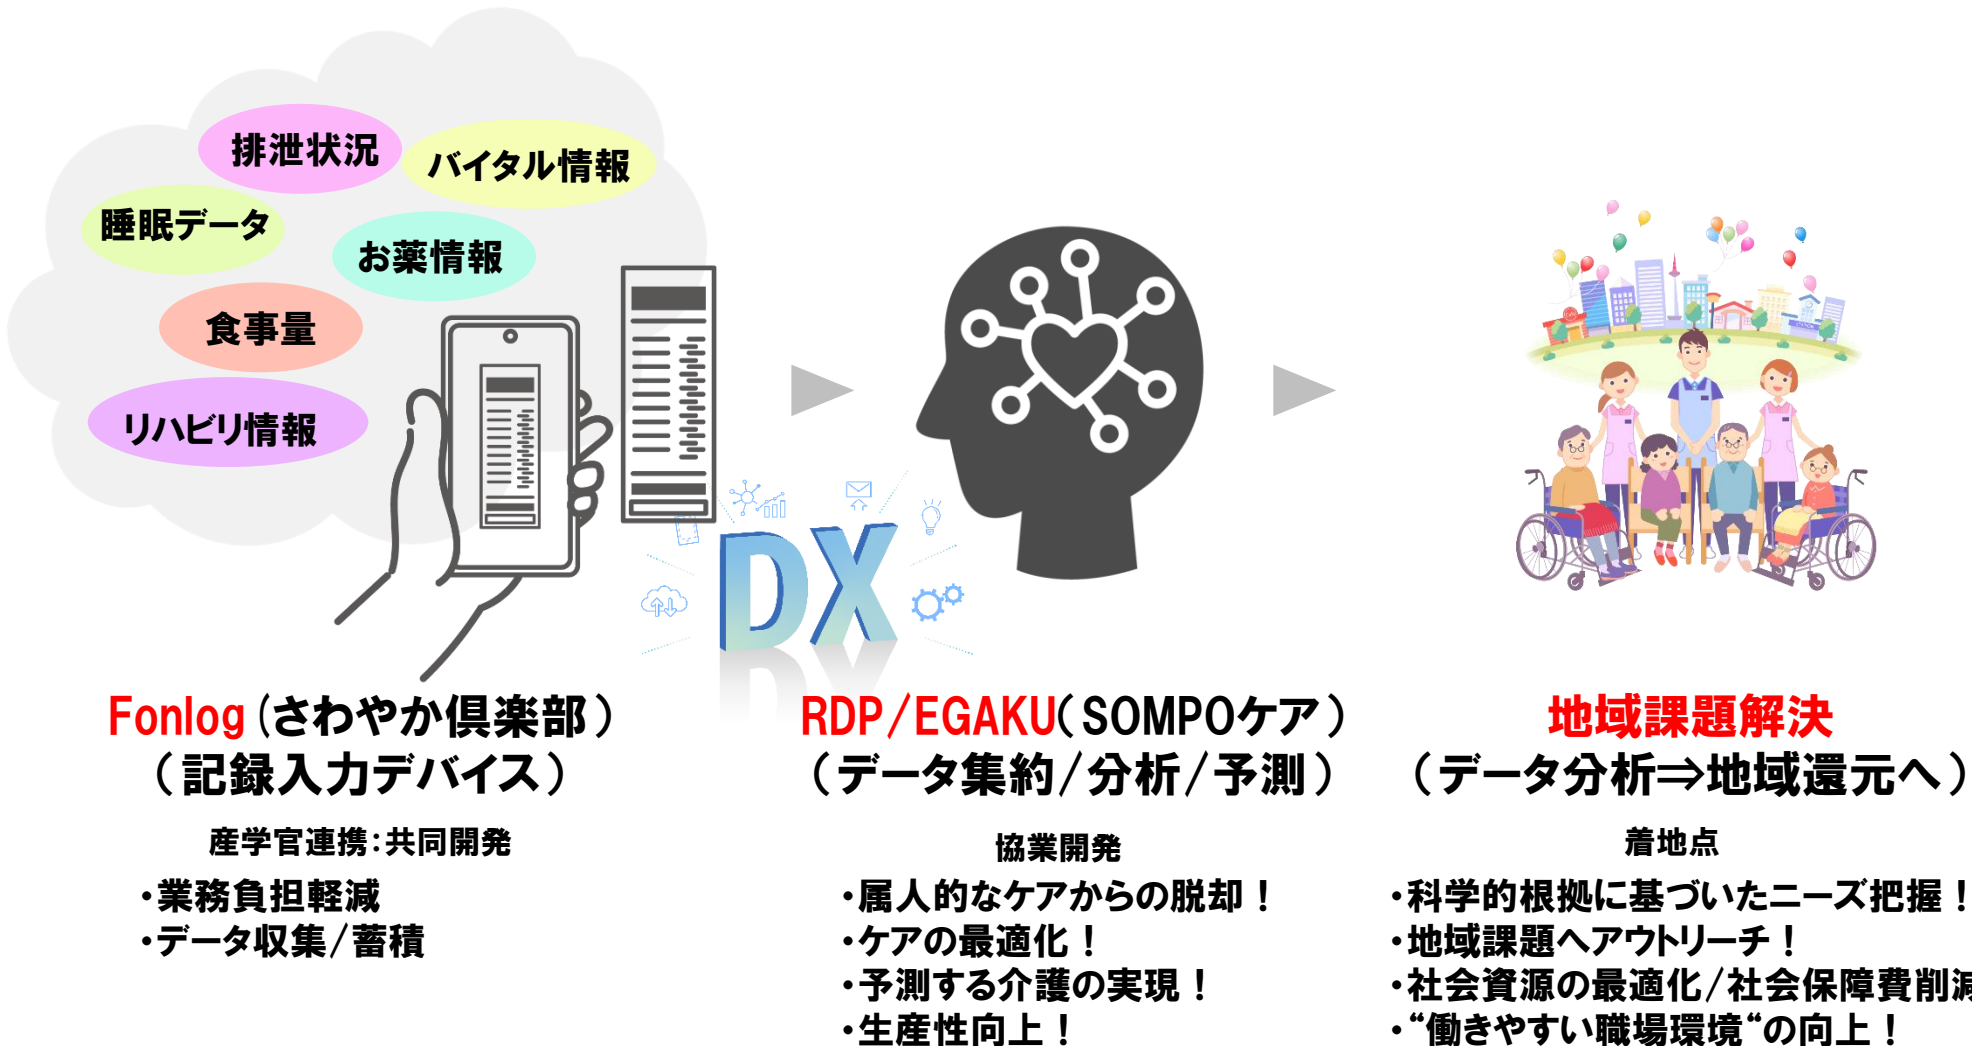 排泄状況
バイタル情報
睡眠データ
お薬情報
食事量
リハビリ情報
DX
Fonlog(さわやか倶楽部)
(記録入力デバイス)
産学官連携:共同開発
・業務負担軽減
・データ収集/蓄積
RDP/EGAKU(SOMPOケア)
(データ集約/分析/予測)
協業開発
・属人的なケアからの脱却!
・ケアの最適化!
・予測する介護の実現!
・生産性向上!
地域課題解決
(データ分析⇒地域還元へ)
着地点
・科学的根拠に基づいたニーズ把握!
・地域課題へアウトリーチ!
・社会資源の最適化/社会保障費削減
・“働きやすい職場環境“の向上!